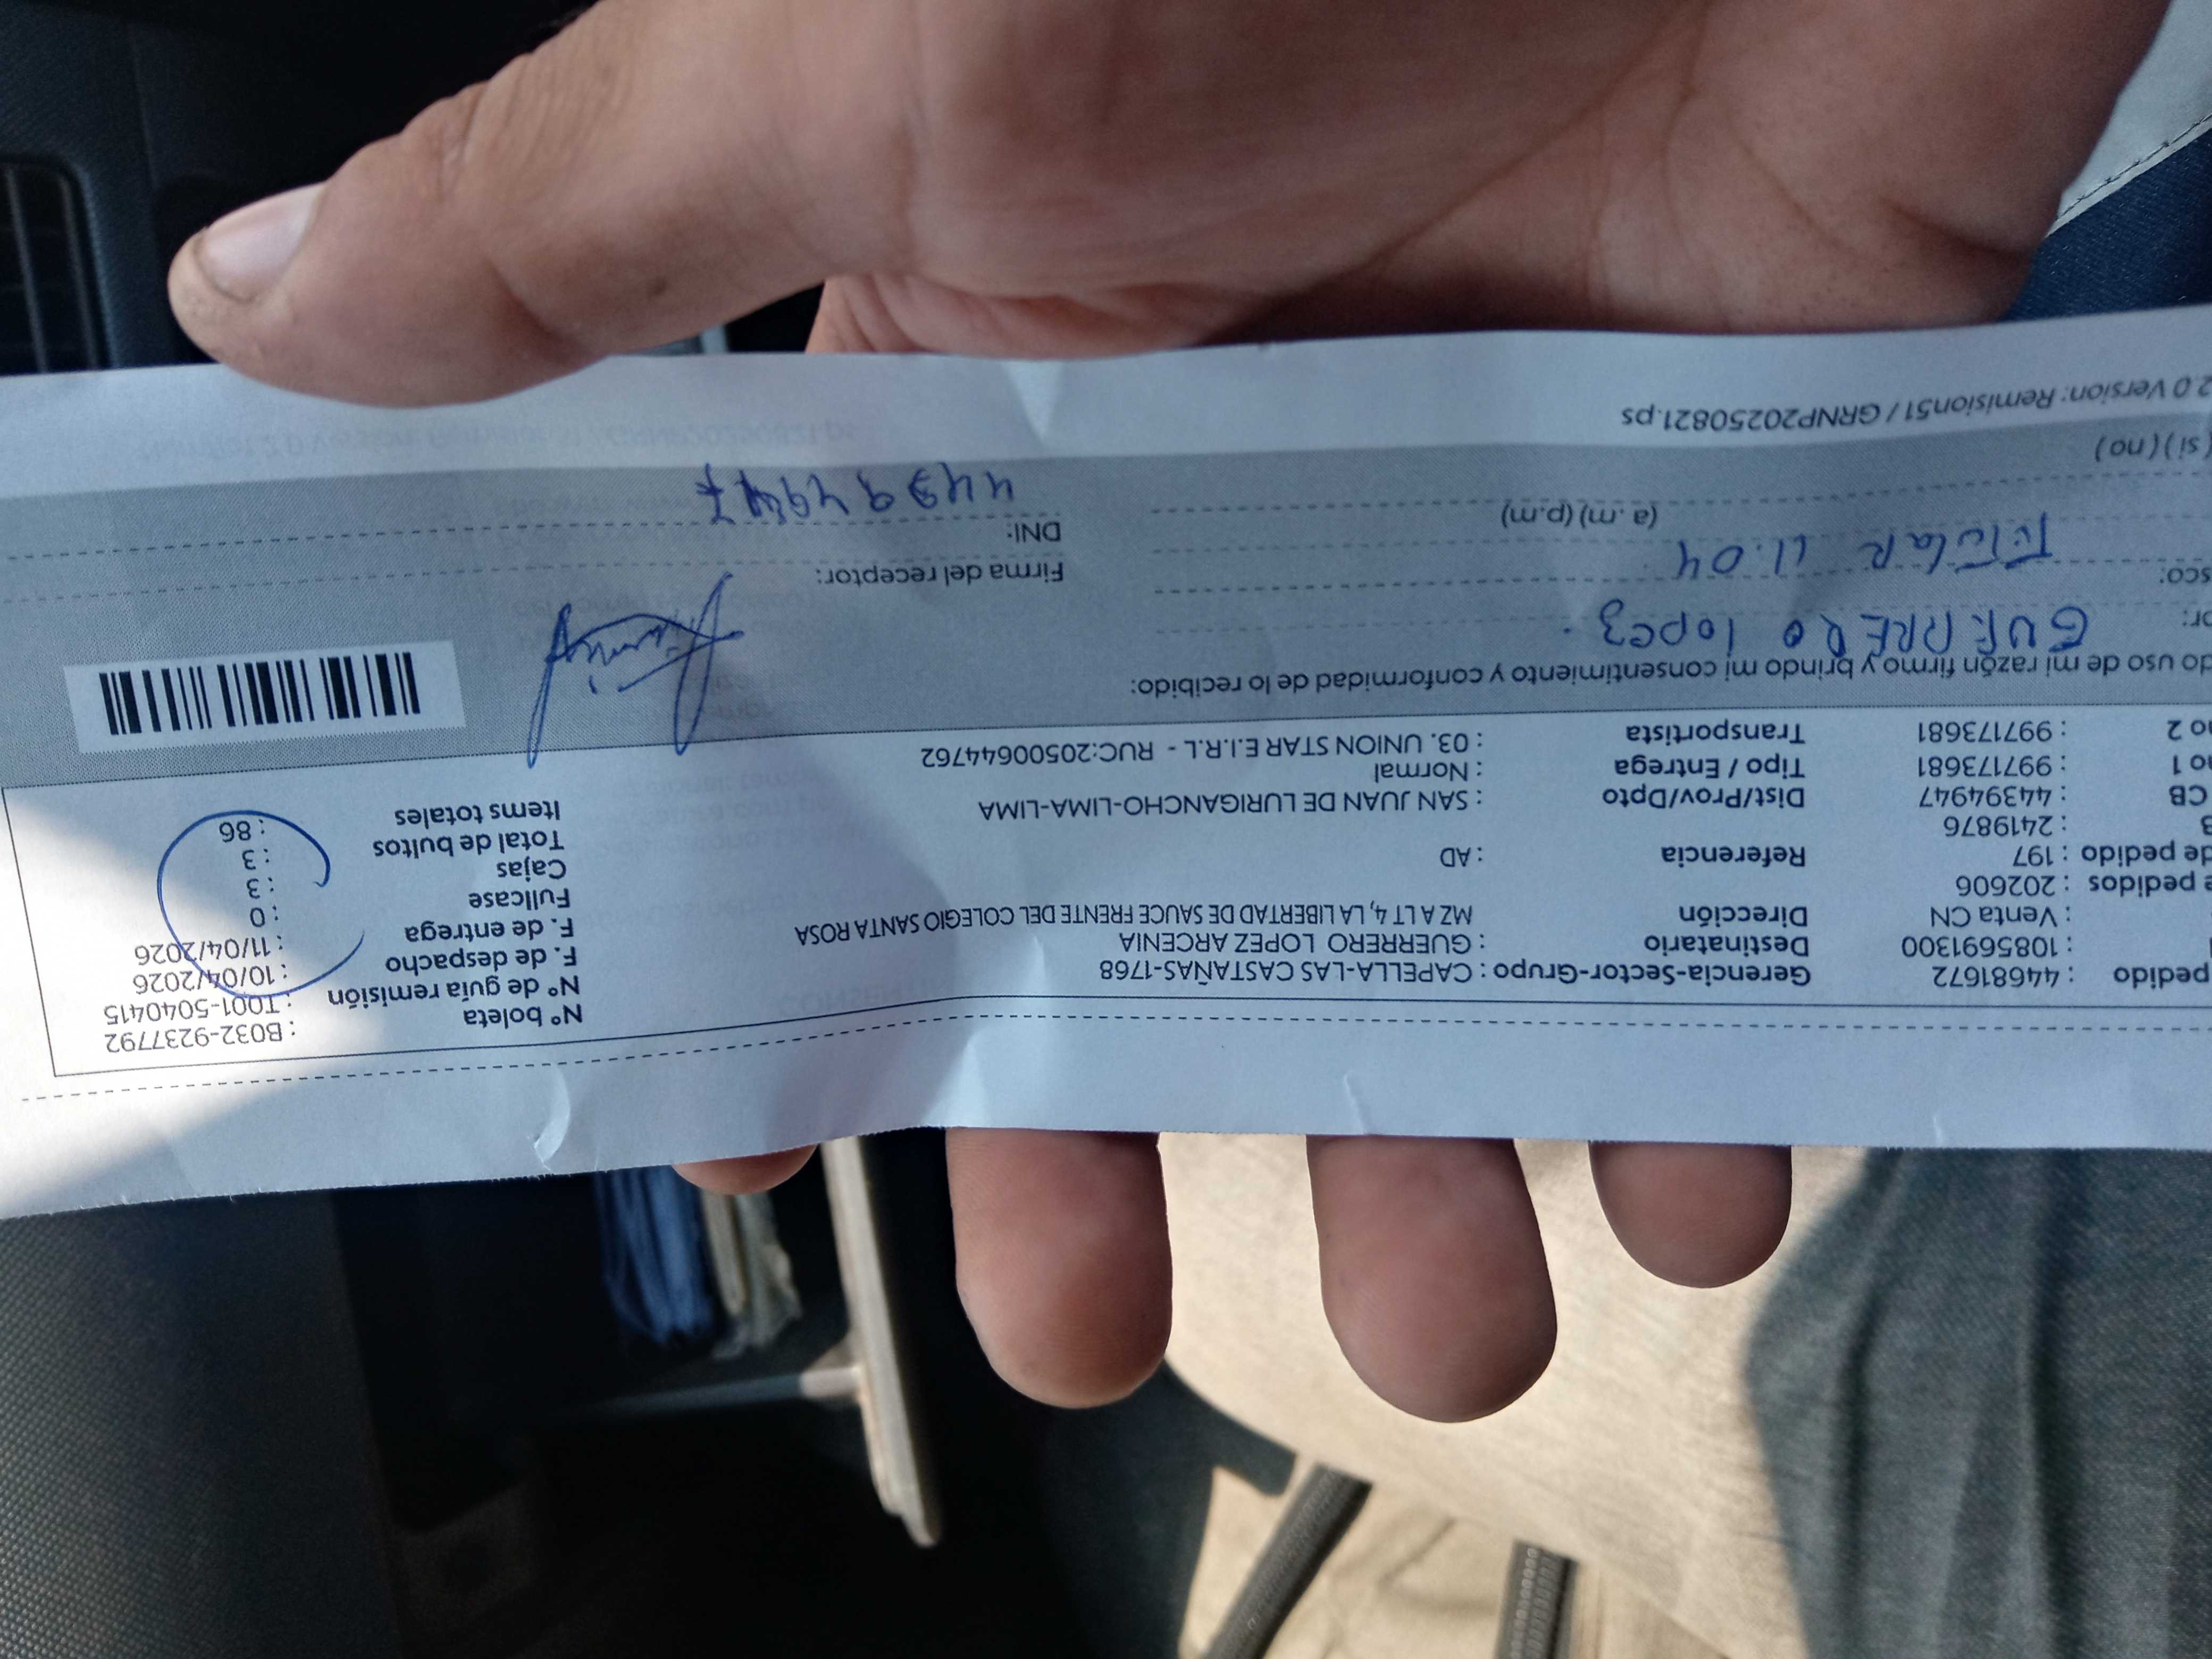 pedido : 44681672 Gerencia-Sector-Grupo : CAPELLA-LAS CASTAÑAS-1768 Nº boleta : B032-9237792
: 1085691300 Destinatario : GUERRERO LOPEZ ARCENIA Nº de guía remisión : T001-5040415
: Venta CN Dirección MZ A LT 4, LA LIBERTAD DE SAUCE FRENTE DEL COLEGIO SANTA ROSA F. de despacho : 10/04/2026
e pedidos : 202606 F. de entrega : 11/04/2026
de pedido : 197 Referencia : AD Fullcase : 0
: 2419876 Cajas : 3
CB : 44394947 Dist/Prov/Dpto : SAN JUAN DE LURIGANCHO-LIMA-LIMA Total de bultos : 3
no 1 : 997173681 Tipo / Entrega : Normal Items totales : 86
no 2 : 997173681 Transportista : 03. UNION STAR E.I.R.L - RUC:20500644762
do uso de mi razón firmo y brindo mi consentimiento y conformidad de lo recibido:
or: GUERRERO lopez.
sco: TiTulaR 11.04 Firma del receptor:
(a.m) (p.m) DNI: 44394947
(si) (no)
2.0 Version: Remision51 / GRNP20250821.ps